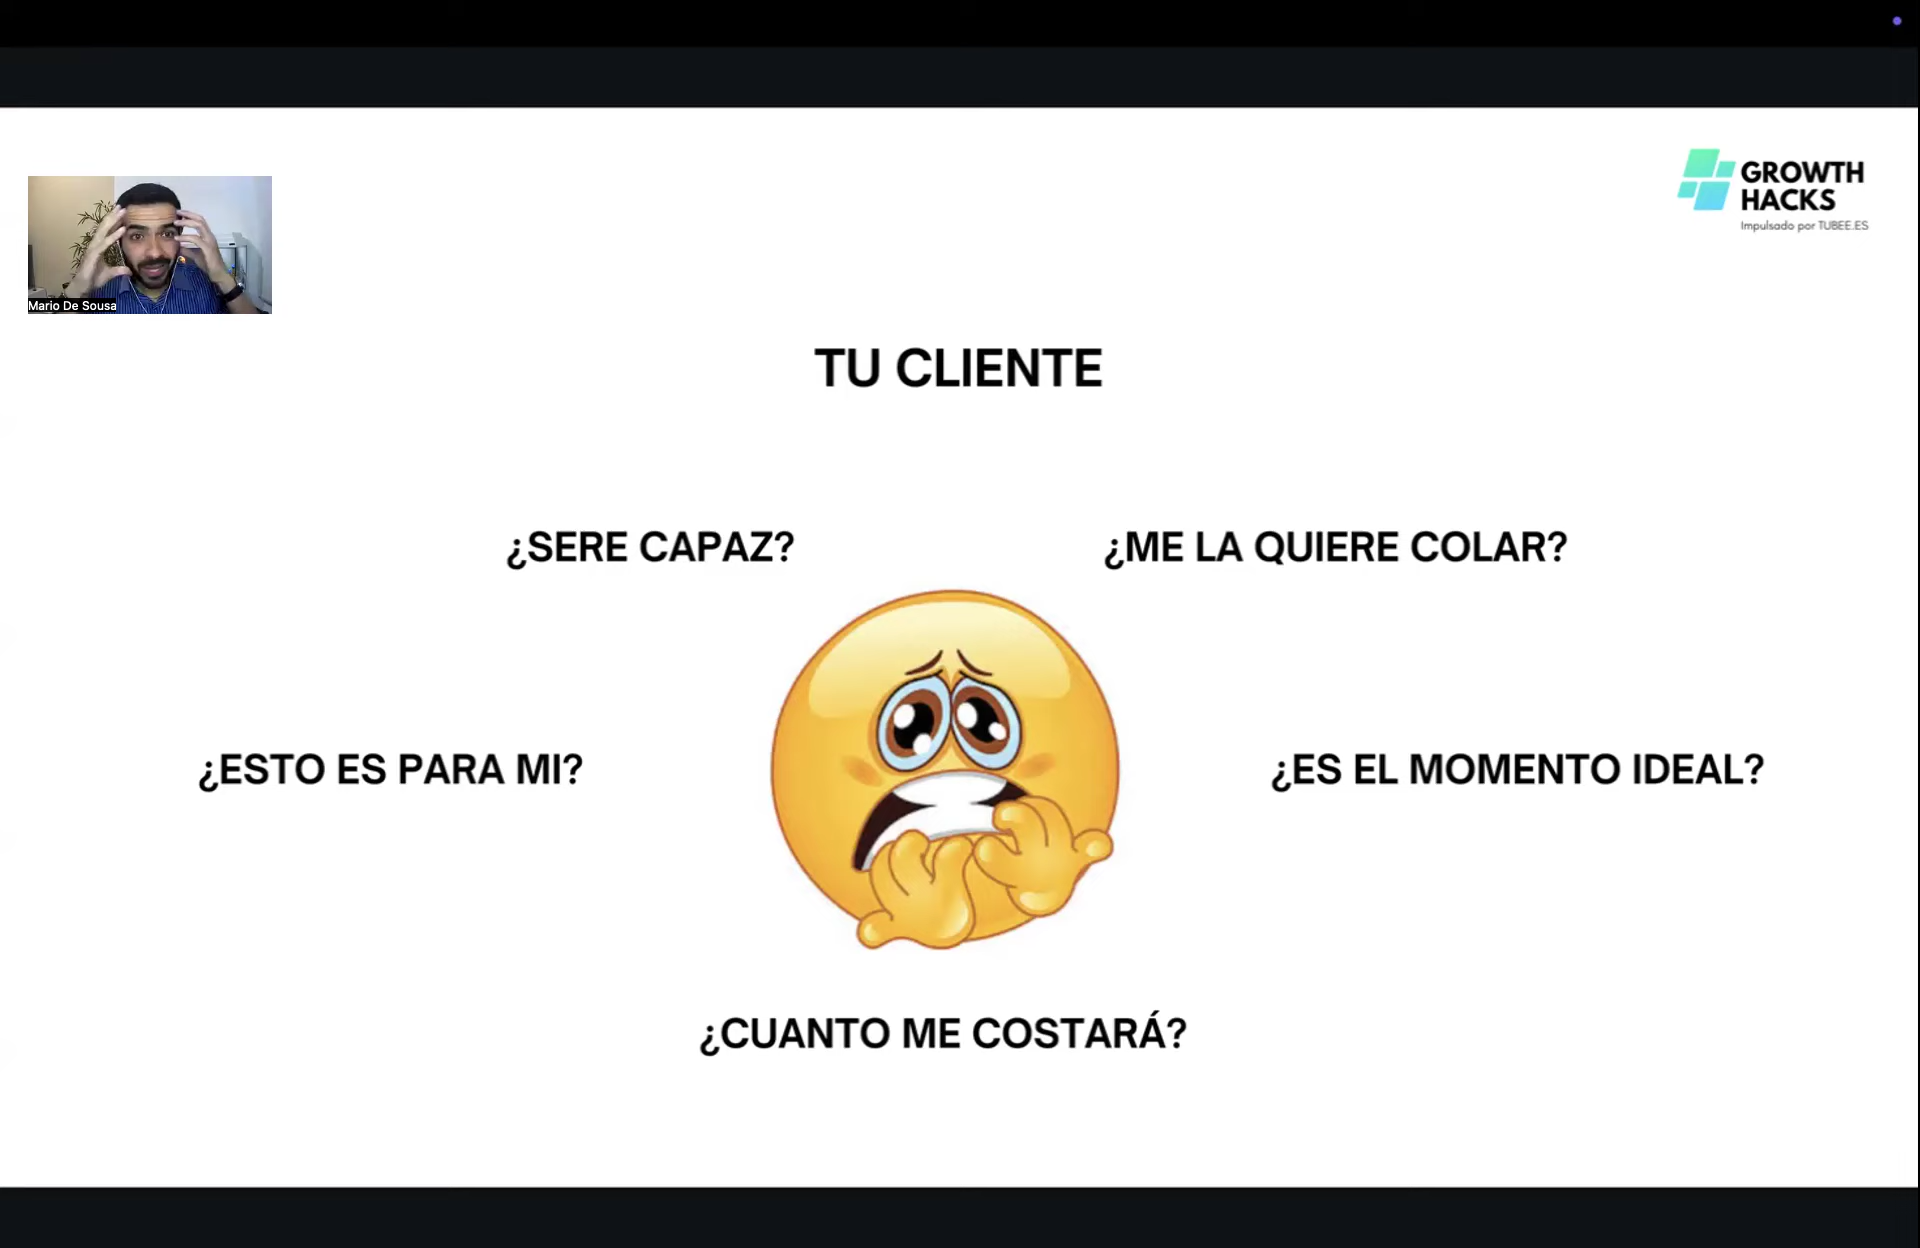 GROWTH
HACKS
Impulsado por TUBEE.ES
Mario De Sousa
TU CLIENTE
¿SERE CAPAZ?
¿ME LA QUIERE COLAR?
¿ESTO ES PARA MI?
¿ES EL MOMENTO IDEAL?
¿CUANTO ME COSTARÁ?